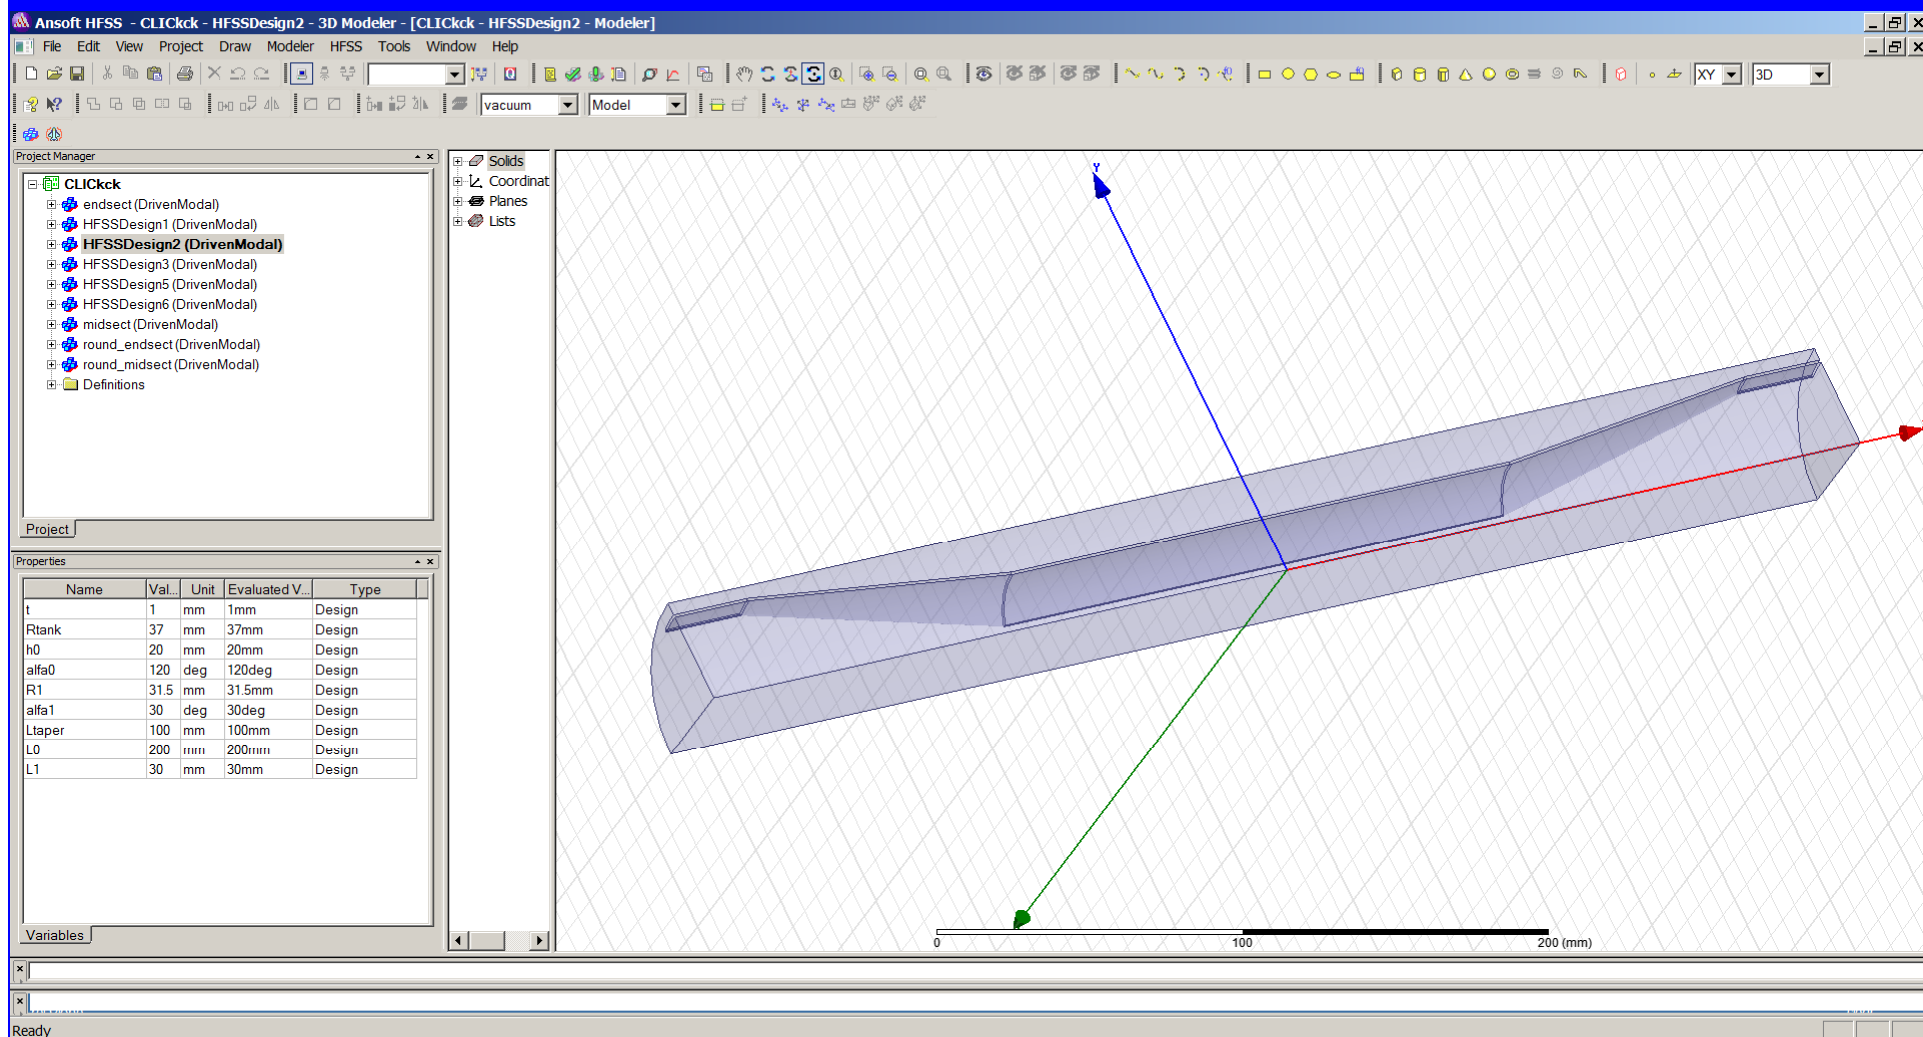 Ansoft HFSS - CLICkck - HFSSDesign2 - 3D Modeler - [CLICkck - HFSSDesign2 - Modeler]
File Edit View Project Draw Modeler HFSS Tools Window Help
XY 3D
vacuum Model
Project Manager
CLICkck
endsect (DrivenModal)
HFSSDesign1 (DrivenModal)
HFSSDesign2 (DrivenModal)
HFSSDesign3 (DrivenModal)
HFSSDesign5 (DrivenModal)
HFSSDesign6 (DrivenModal)
midsect (DrivenModal)
round_endsect (DrivenModal)
round_midsect (DrivenModal)
Definitions
Project
Solids
Coordinat
Planes
Lists
Properties
Name Val... Unit Evaluated V... Type
t 1 mm 1mm Design
Rtank 37 mm 37mm Design
h0 20 mm 20mm Design
alfa0 120 deg 120deg Design
R1 31.5 mm 31.5mm Design
alfa1 30 deg 30deg Design
Ltaper 100 mm 100mm Design
L0 200 mm 200mm Design
L1 30 mm 30mm Design
Variables
Y
0 100 200 (mm)
Ready